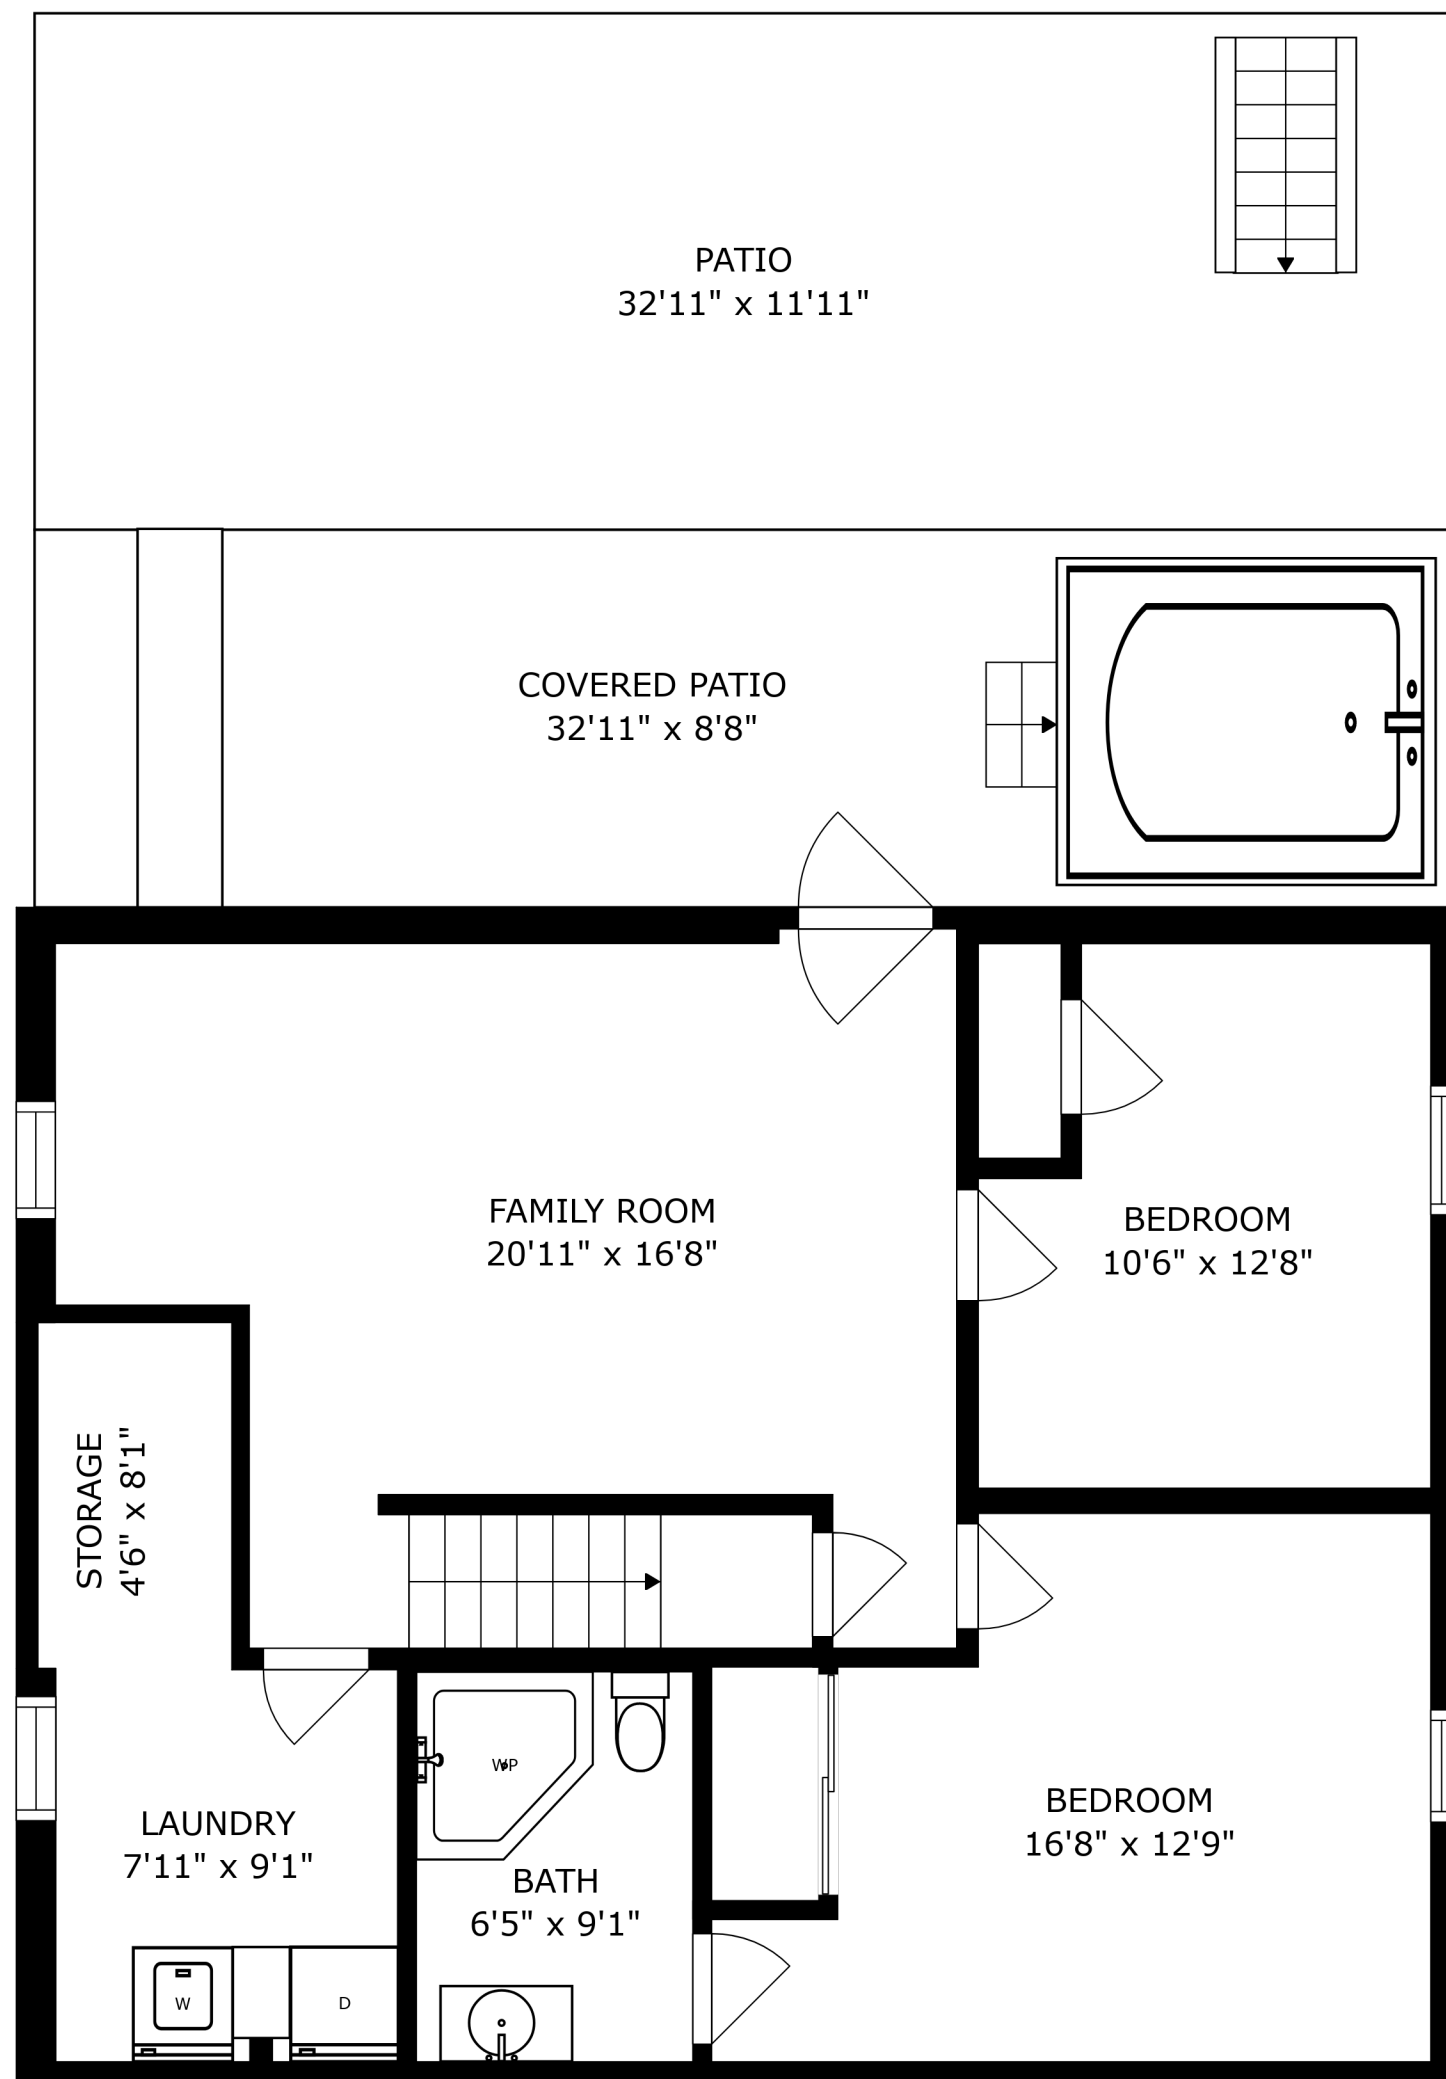 PATIO
32'11" x 11'11"
COVERED PATIO
32'11" x 8'8"
FAMILY ROOM
20'11" x 16'8"
BEDROOM
10'6" x 12'8"
STORAGE
4'6" x 8'1"
WP
BEDROOM
16'8" x 12'9"
LAUNDRY
7'11" x 9'1"
BATH
6'5" x 9'1"
W
D